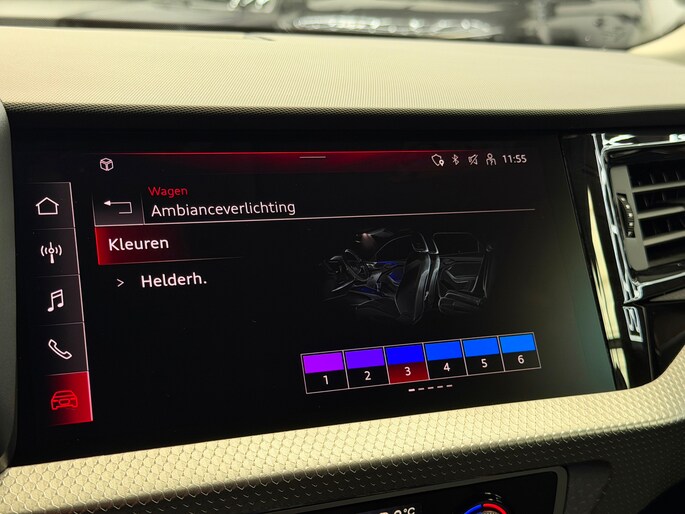 11:55
Wagen
Ambianceverlichting
Kleuren
> Helderh.
1 2 3 4 5 6
°C